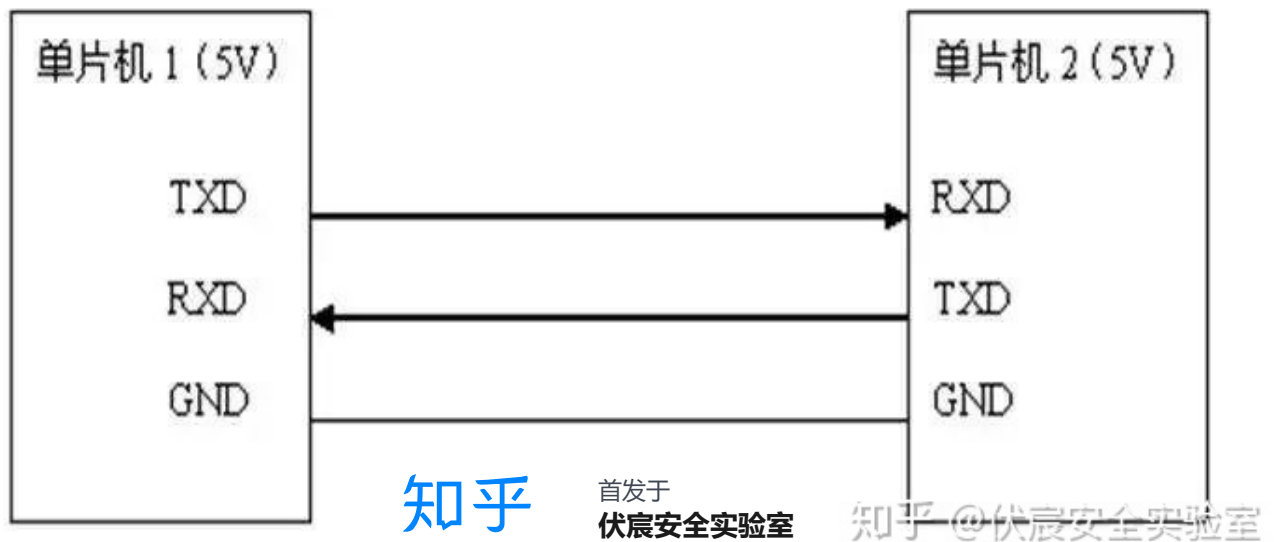 单片机 1 (5V)
单片机 2 (5V)
TXD
RXD
RXD
TXD
GND
GND
知乎
首发于
伏宸安全实验室
知乎 @伏宸安全实验室